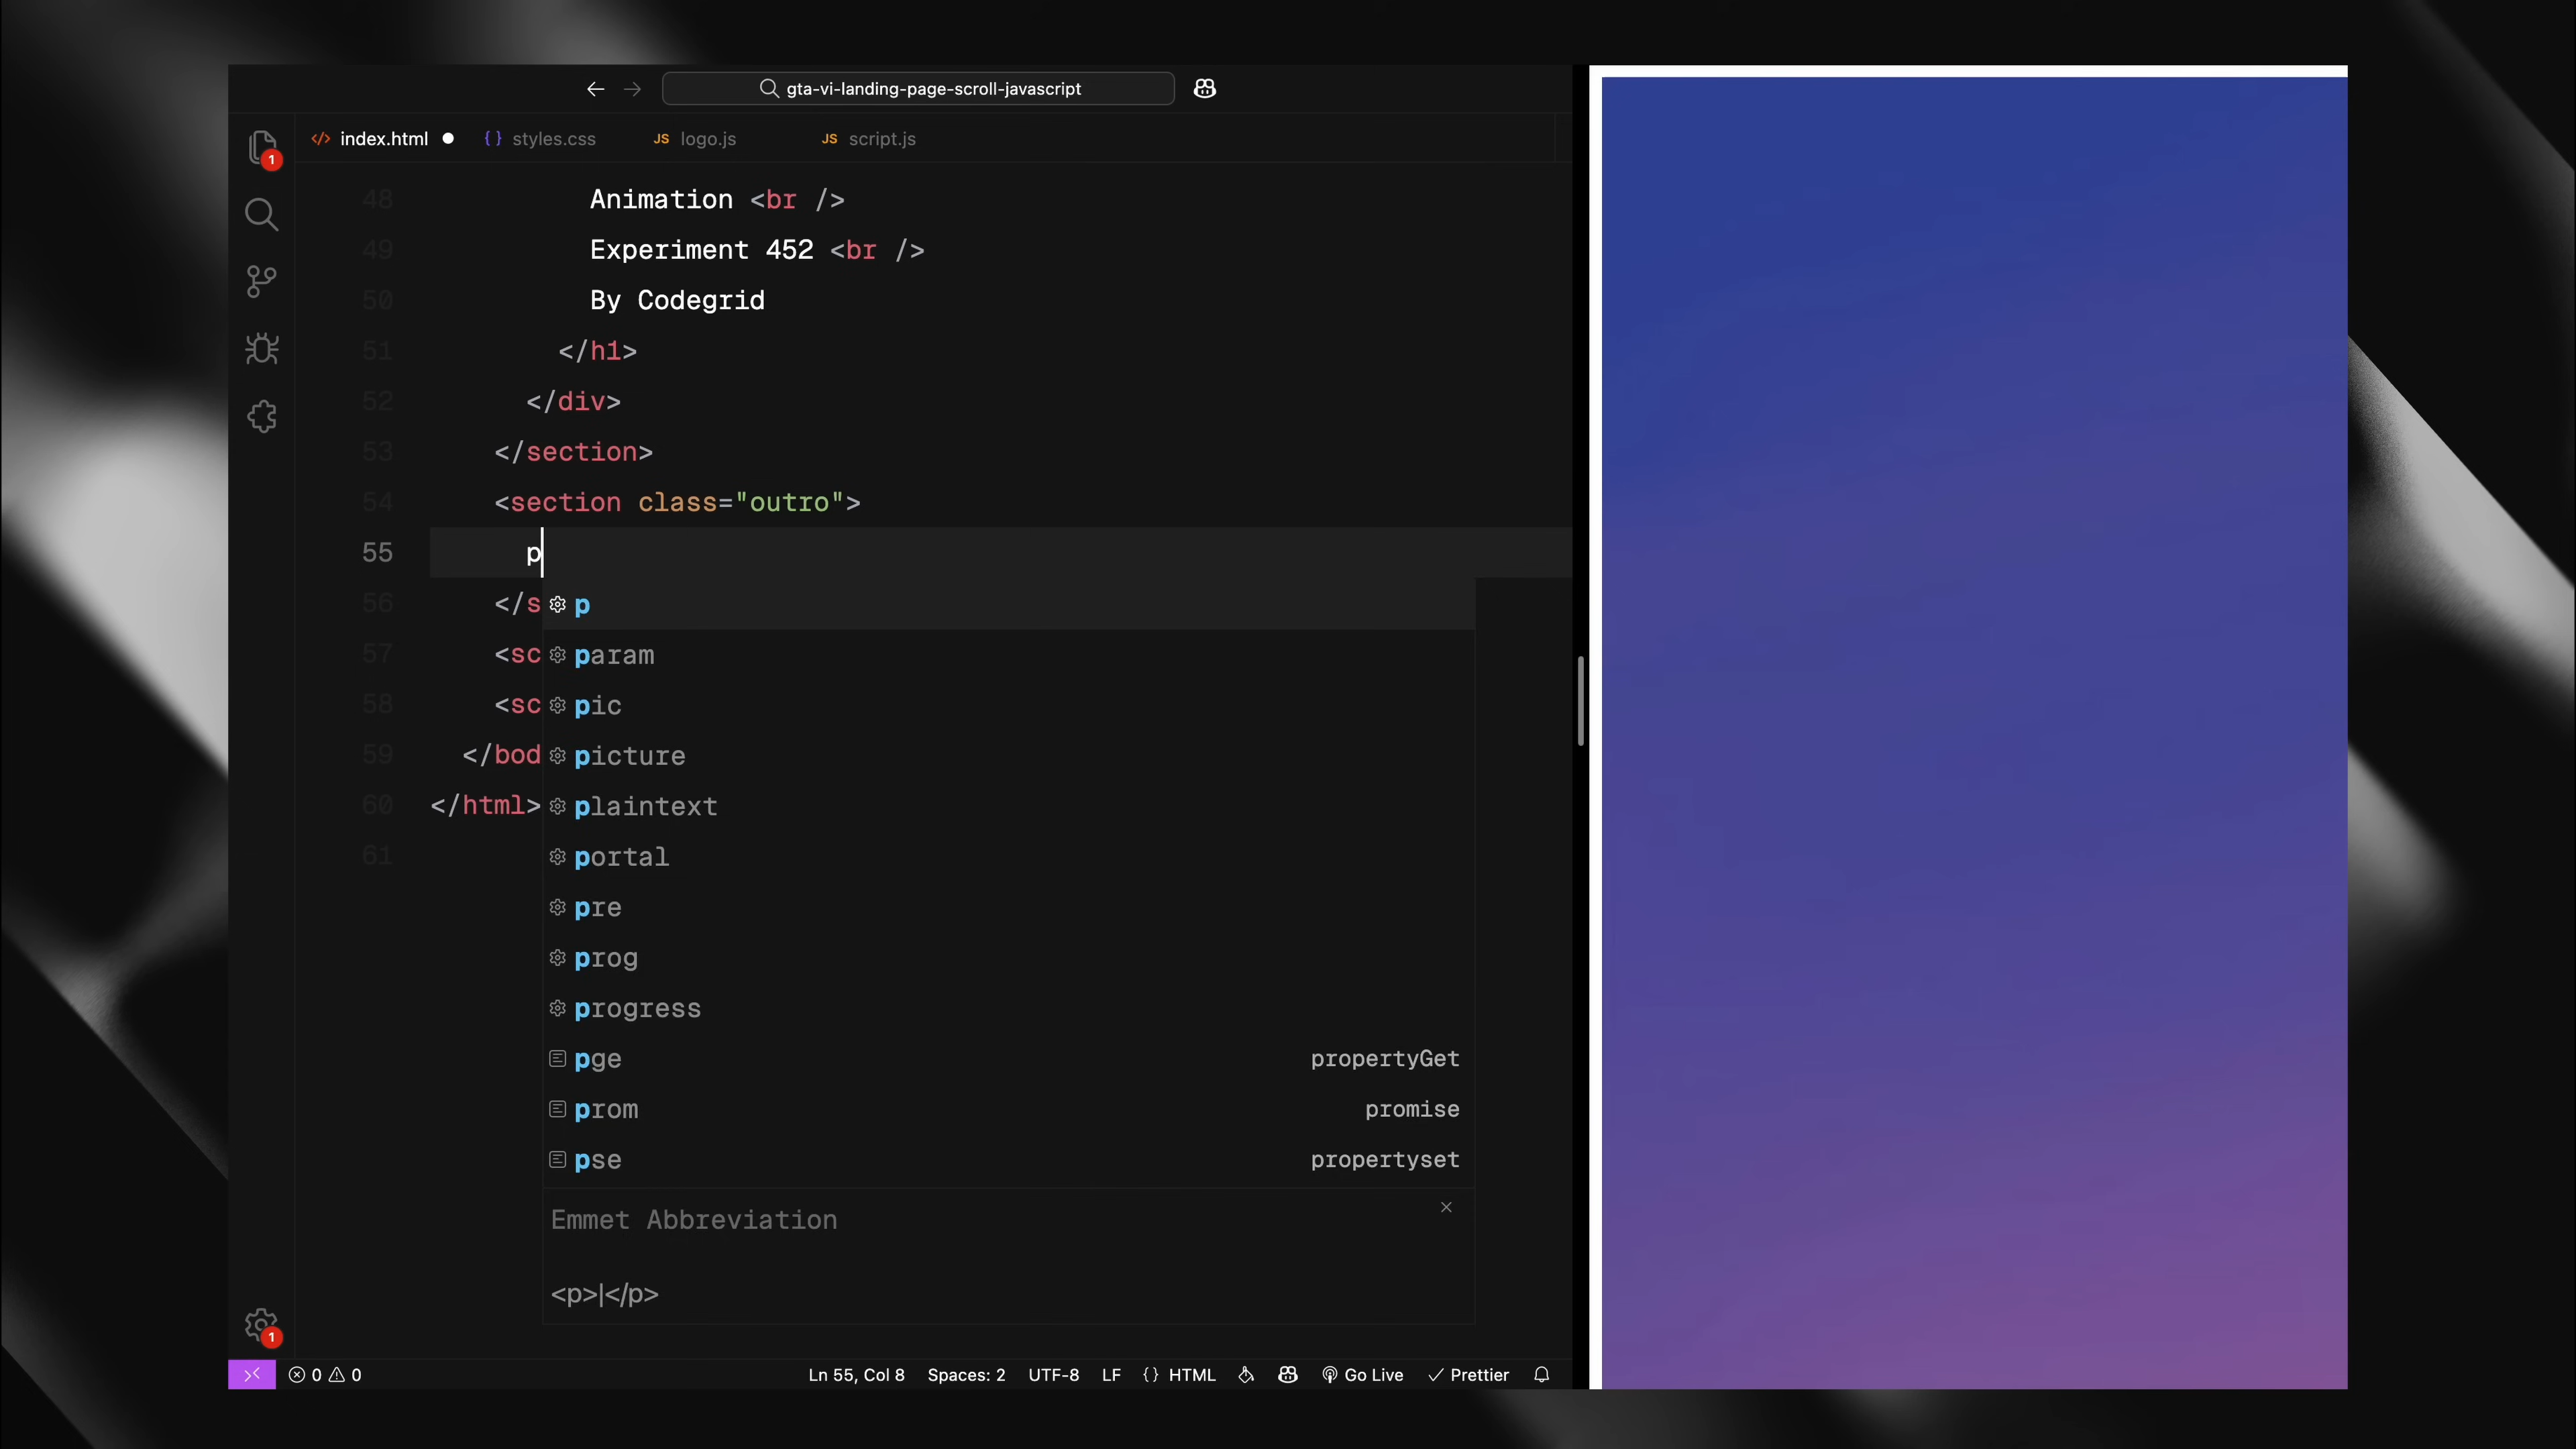 gta-vi-landing-page-scroll-javascript
index.html
styles.css
JS logo.js
JS script.js
1
48 Animation <br />
49 Experiment 452 <br />
50 By Codegrid
51 </h1>
52 </div>
53 </section>
54 <section class="outro">
55 p
56 </s
57 <sc
58 <sc
59 </bod
60 </html>
61
p
param
pic
picture
plaintext
portal
pre
prog
progress
pge propertyGet
prom promise
pse propertyset
Emmet Abbreviation
<p>|</p>
1
0 0 Ln 55, Col 8 Spaces: 2 UTF-8 LF {} HTML Go Live Prettier